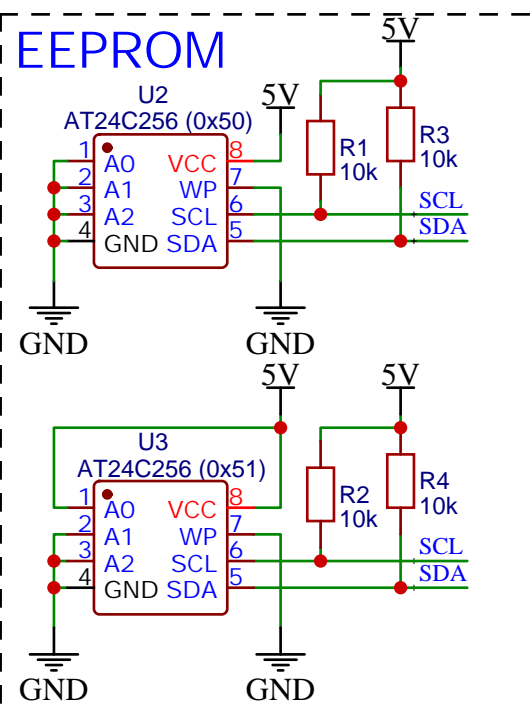 5V
EEPROM
U2
5V
AT24C256 (0x50)
1 A0 VCC 8
2 A1 WP 7
3 A2 SCL 6
4 GND SDA 5
R1
10k
R3
10k
SCL
SDA
GND
GND
5V
5V
U3
AT24C256 (0x51)
1 A0 VCC 8
2 A1 WP 7
3 A2 SCL 6
4 GND SDA 5
R2
10k
R4
10k
SCL
SDA
GND
GND